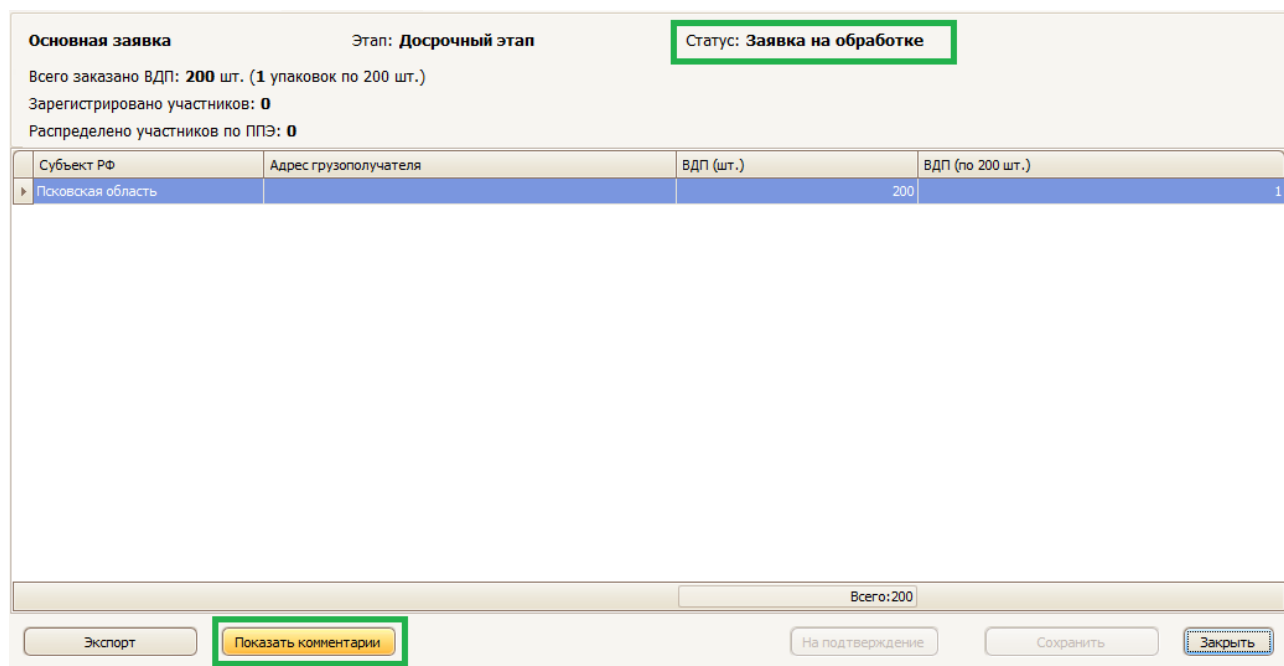 Основная заявка Этап: Досрочный этап Статус: Заявка на обработке
Всего заказано ВДП: 200 шт. (1 упаковок по 200 шт.)
Зарегистрировано участников: 0
Распределено участников по ППЭ: 0
Субъект РФ Адрес грузополучателя ВДП (шт.) ВДП (по 200 шт.)
Псковская область 200 1
Всего:200
Экспорт Показать комментарии На подтверждение Сохранить Закрыть